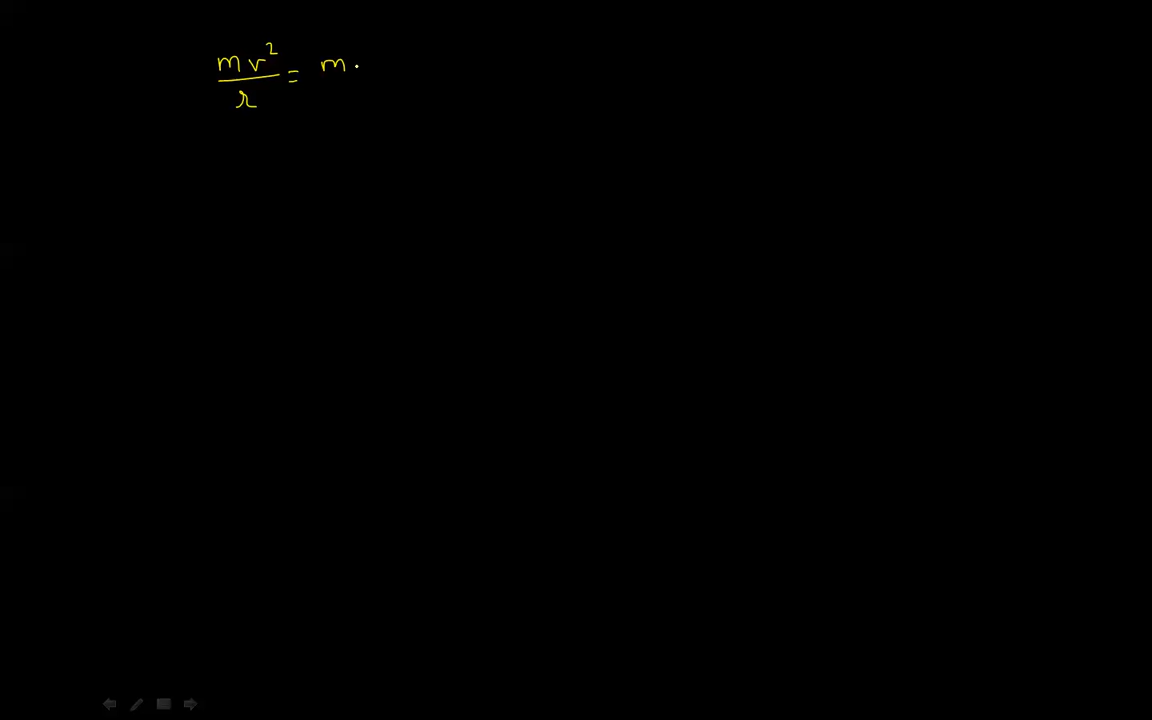 mv²/r = m.